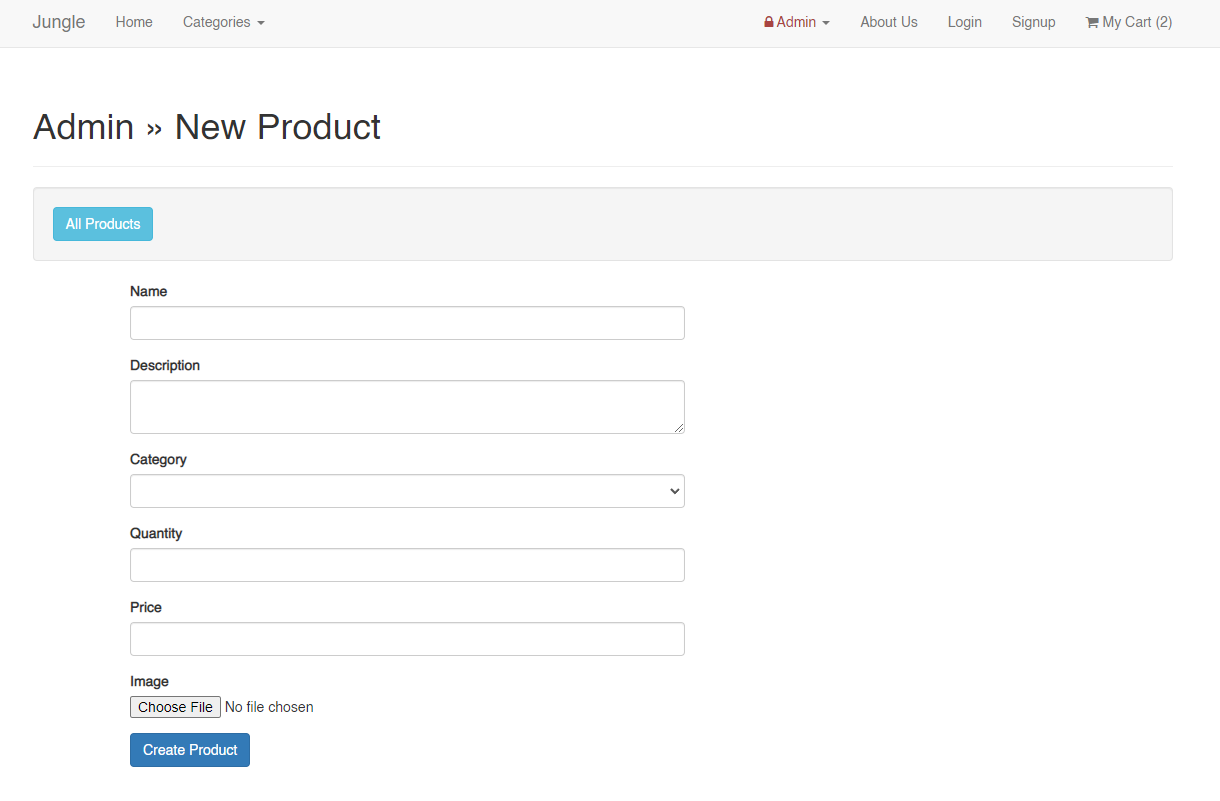 Jungle Home Categories Admin About Us Login Signup My Cart (2)
Admin » New Product
All Products
Name
Description
Category
Quantity
Price
Image
Choose File No file chosen
Create Product